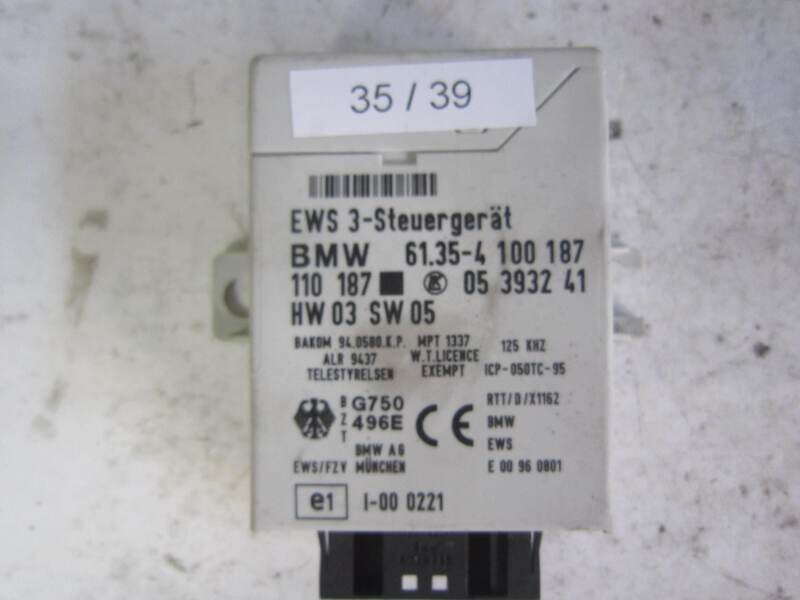 35 / 39
EWS 3-Steuergerät
BMW 61.35-4 100 187
110 187 05 3932 41
HW 03 SW 05
BAKOM 94.0580.K.P. MPT 1337 125 KHZ
ALR 9437 W.T.LICENCE
TELESTYRELSEN EXEMPT ICP-050TC-95
BZT G750 496E CE RTT/D/X1162
BMW
EWS
BMW AG
EWS/FZV MÜNCHEN E 00 96 0801
e1 I-00 0221